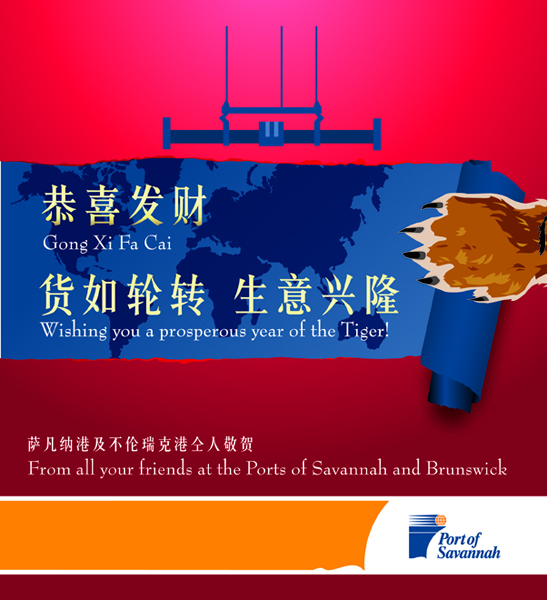 恭喜发财
Gong Xi Fa Cai
货如轮转 生意兴隆
Wishing you a prosperous year of the Tiger!
萨凡纳港及不伦瑞克港仝人敬贺
From all your friends at the Ports of Savannah and Brunswick
Port of
Savannah